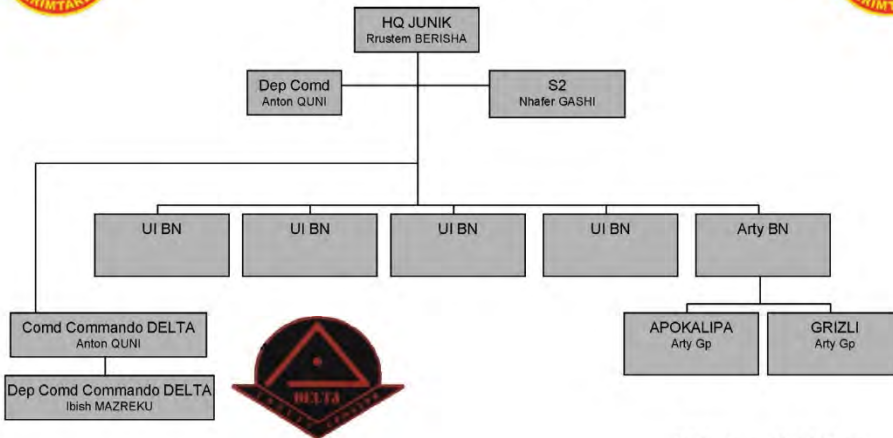 HQ JUNIK
Rrustem BERISHA
Dep Comd
Anton QUNI
S2
Nhafer GASHI
UI BN
UI BN
UI BN
UI BN
Arty BN
Comd Commando DELTA
Anton QUNI
Dep Comd Commando DELTA
Ibish MAZREKU
APOKALIPA
Arty Gp
GRIZLI
Arty Gp
DELTA